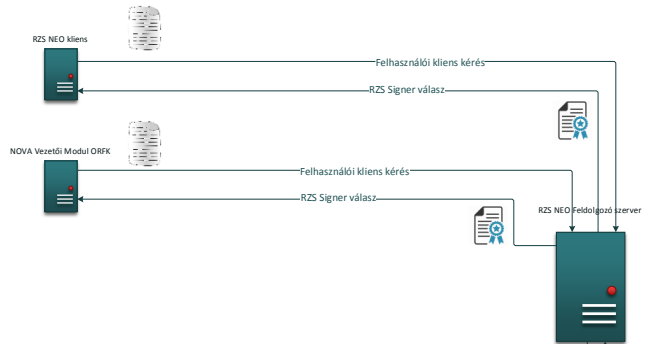 RZS NEO kliens
Felhasználói kliens kérés
RZS Signer válasz
NOVA Vezetői Modul ORFK
Felhasználói kliens kérés
RZS Signer válasz
RZS NEO Feldolgozó szerver